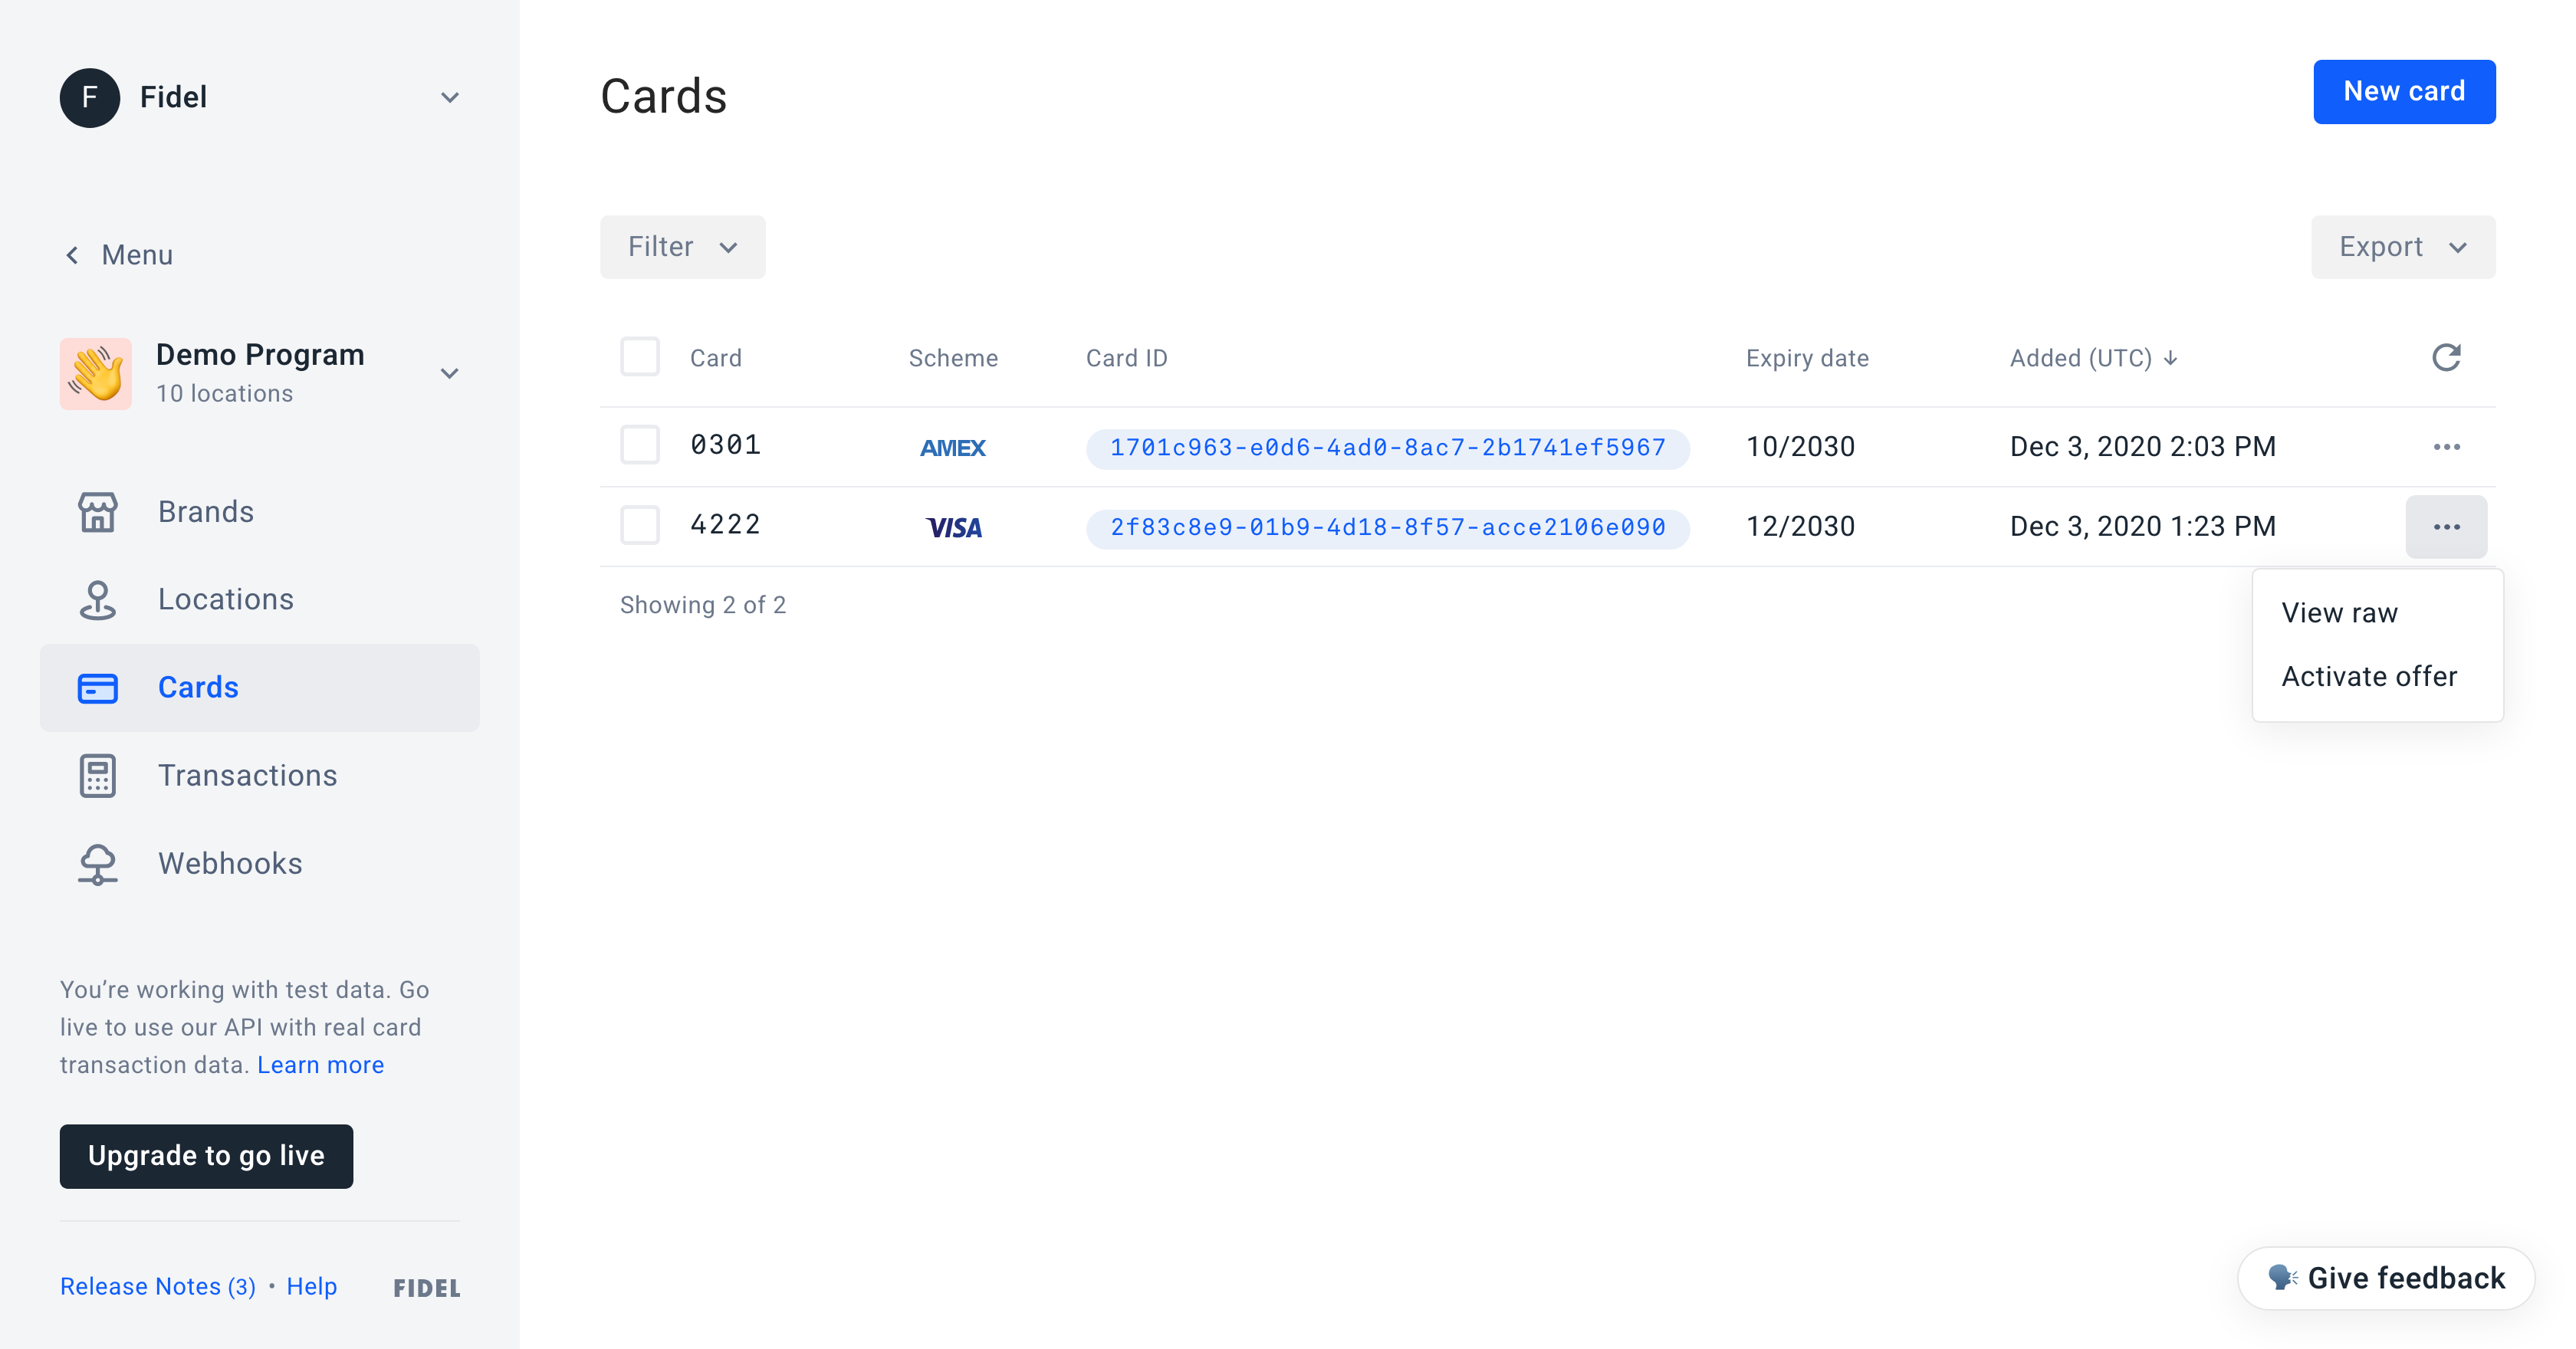 F Fidel
Menu
Demo Program
10 locations
Brands
Locations
Cards
Transactions
Webhooks
You’re working with test data. Go
live to use our API with real card
transaction data. Learn more
Upgrade to go live
Release Notes (3) • Help FIDEL
Cards
New card
Filter
Export
Card Scheme Card ID Expiry date Added (UTC)
0301 AMEX 1701c963-e0d6-4ad0-8ac7-2b1741ef5967 10/2030 Dec 3, 2020 2:03 PM
4222 VISA 2f83c8e9-01b9-4d18-8f57-acce2106e090 12/2030 Dec 3, 2020 1:23 PM
Showing 2 of 2
View raw
Activate offer
Give feedback